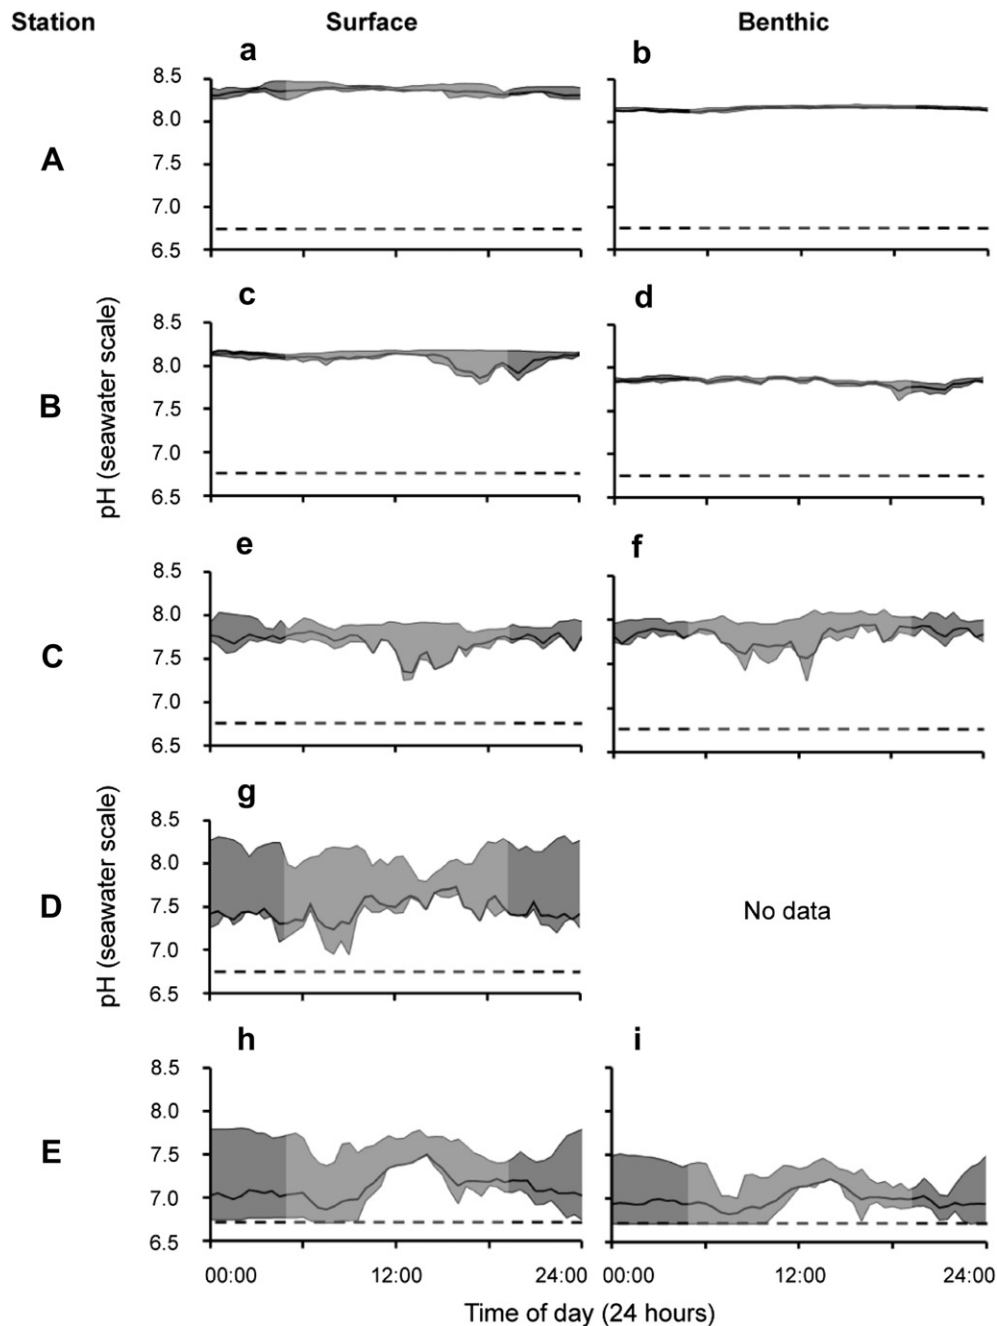 Station Surface Benthic
a b
8.5
8.0
7.5
7.0
6.5
A
c d
8.5
8.0
7.5
7.0
6.5
B
pH (seawater scale)
e f
8.5
8.0
7.5
7.0
6.5
C
g
8.5
8.0
7.5
7.0
6.5
D
No data
pH (seawater scale)
h i
8.5
8.0
7.5
7.0
6.5
E
00:00 12:00 24:00 00:00 12:00 24:00
Time of day (24 hours)